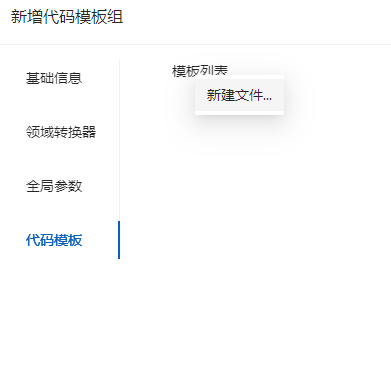 新增代码模板组
基础信息
模板列表
新建文件...
领域转换器
全局参数
代码模板